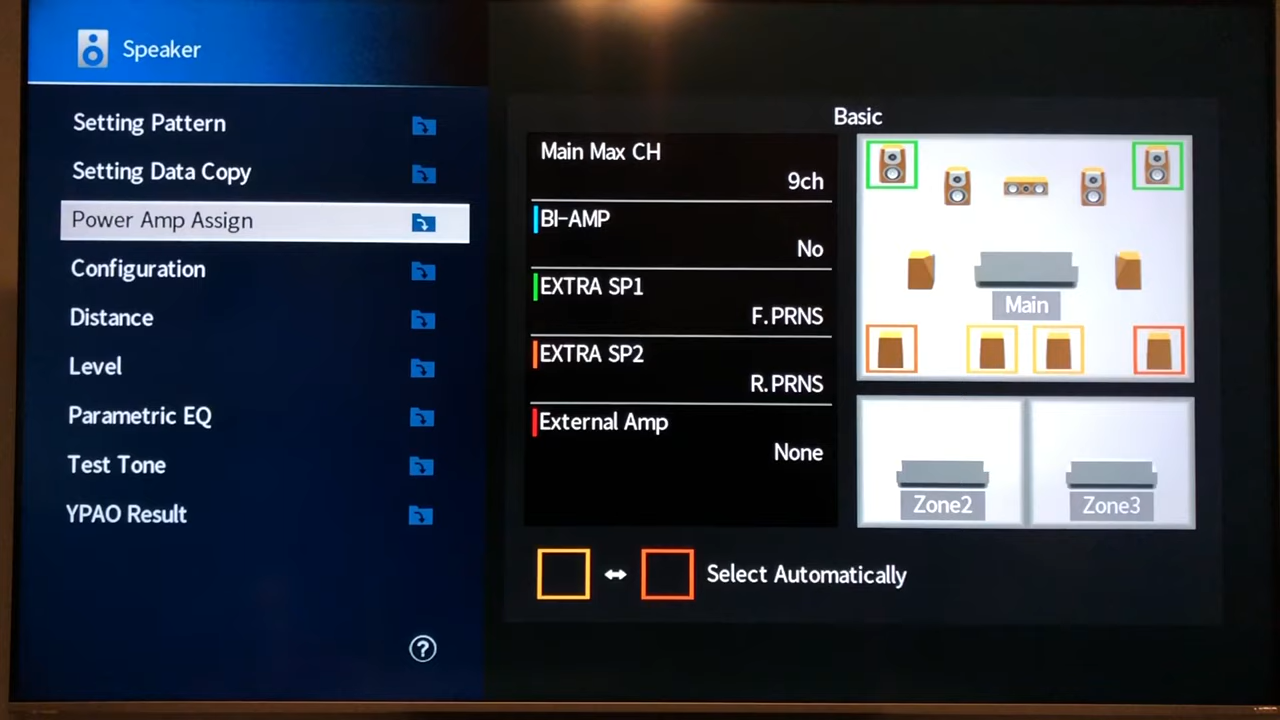 Speaker
Setting Pattern
Setting Data Copy
Power Amp Assign
Configuration
Distance
Level
Parametric EQ
Test Tone
YPAO Result
?
Basic
Main Max CH
9ch
BI-AMP
No
EXTRA SP1
F.PRNS
EXTRA SP2
R.PRNS
External Amp
None
Main
Zone2
Zone3
Select Automatically